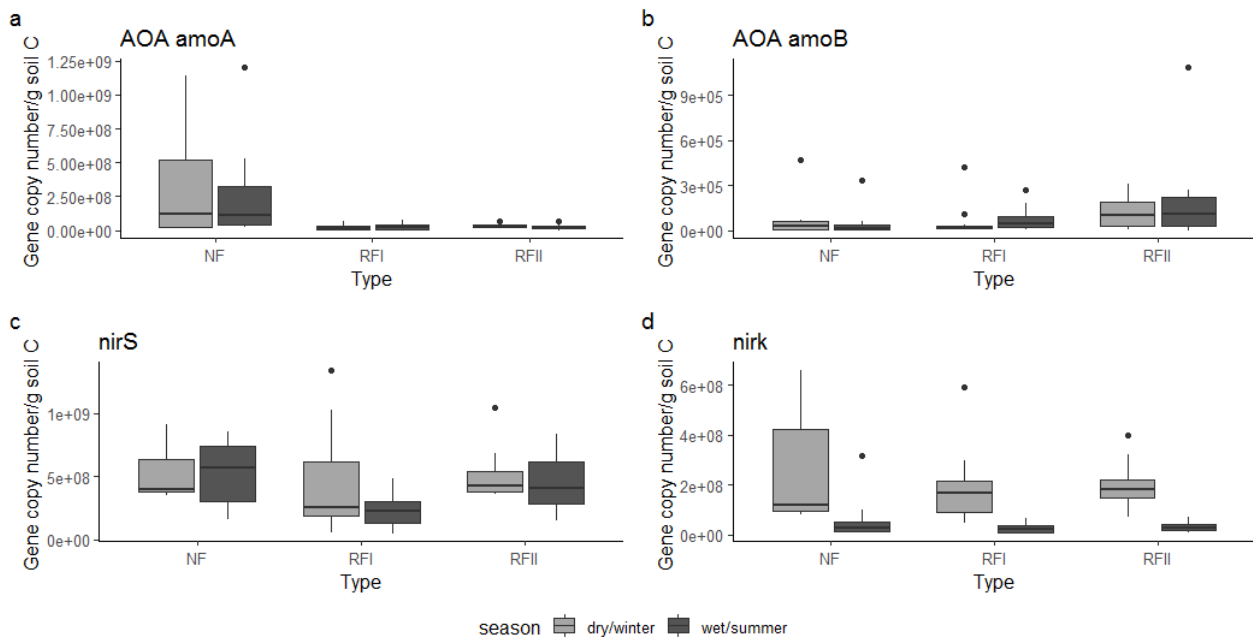 a
AOA amoA
Gene copy number/g soil C
1.25e+09
1.00e+09
7.50e+08
5.00e+08
2.50e+08
0.00e+00
NF RFI RFII
Type
b
AOA amoB
Gene copy number/g soil C
9e+05
6e+05
3e+05
0e+00
NF RFI RFII
Type
c
nirS
Gene copy number/g soil C
1e+09
5e+08
0e+00
NF RFI RFII
Type
d
nirk
Gene copy number/g soil C
6e+08
4e+08
2e+08
0e+00
NF RFI RFII
Type
season dry/winter wet/summer